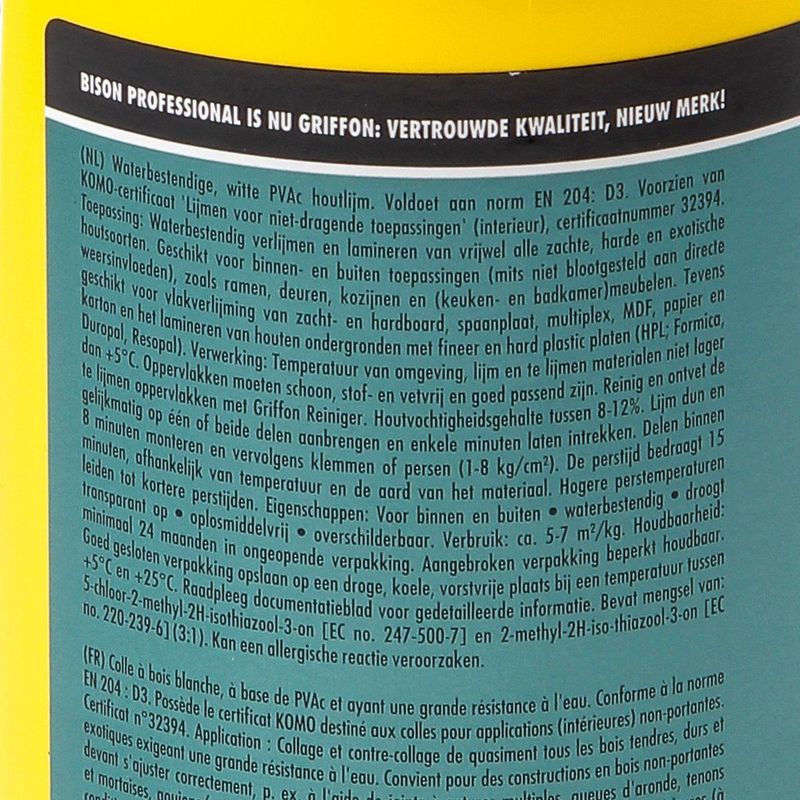 BISON PROFESSIONAL IS NU GRIFFON: VERTROUWDE KWALITEIT, NIEUW MERK!
(NL) Waterbestendige, witte PVAc houtlijm. Voldoet aan norm EN 204: D3. Voorzien van
KOMO-certificaat 'Lijmen voor niet-dragende toepassingen' (interieur), certificaatnummer 32394.
Toepassing: Waterbestendig verlijmen en lamineren van vrijwel alle zachte, harde en exotische
houtsoorten. Geschikt voor binnen- en buiten toepassingen (mits niet blootgesteld aan directe
weersinvloeden), zoals ramen, deuren, kozijnen en (keuken- en badkamer)meubelen. Tevens
geschikt voor vlakverlijming van zacht- en hardboard, spaanplaat, multiplex, MDF, papier en
karton en het lamineren van houten ondergronden met fineer en hard plastic platen (HPL; Formica,
Duropal, Resopal). Verwerking: Temperatuur van omgeving, lijm en te lijmen materialen niet lager
dan +5°C. Oppervlakken moeten schoon, stof- en vetvrij en goed passend zijn. Reinig en ontvet de
te lijmen oppervlakken met Griffon Reiniger. Houtvochtigheidsgehalte tussen 8-12%. Lijm dun en
gelijkmatig op één of beide delen aanbrengen en enkele minuten laten intrekken. Delen binnen
8 minuten monteren en vervolgens klemmen of persen (1-8 kg/cm²). De perstijd bedraagt 15
minuten, afhankelijk van temperatuur en de aard van het materiaal. Hogere perstemperaturen
leiden tot kortere perstijden. Eigenschappen: Voor binnen en buiten • waterbestendig • droogt
transparant op • oplosmiddelvrij • overschilderbaar. Verbruik: ca. 5-7 m²/kg. Houdbaarheid:
minimaal 24 maanden in ongeopende verpakking. Aangebroken verpakking beperkt houdbaar.
Goed gesloten verpakking opslaan op een droge, koele, vorstvrije plaats bij een temperatuur tussen
+5°C en +25°C. Raadpleeg documentatieblad voor gedetailleerde informatie. Bevat mengsel van:
5-chloor-2-methyl-2H-isothiazool-3-on [EC no. 247-500-7] en 2-methyl-2H-iso-thiazool-3-on [EC
no. 220-239-6] (3:1). Kan een allergische reactie veroorzaken.
(FR) Colle à bois blanche, à base de PVAc et ayant une grande résistance à l'eau. Conforme à la norme
EN 204 : D3. Possède le certificat KOMO destiné aux colles pour applications (intérieures) non-portantes.
Certificat n°32394. Application : Collage et contre-collage de quasiment tous les bois tendres, durs et
exotiques exigeant une grande résistance à l'eau. Convient pour des constructions en bois non-portantes
devant s'ajuster correctement, p. ex. à l'aide de joints à rotures multiples, queues d'aronde, tenons
et mortaises,